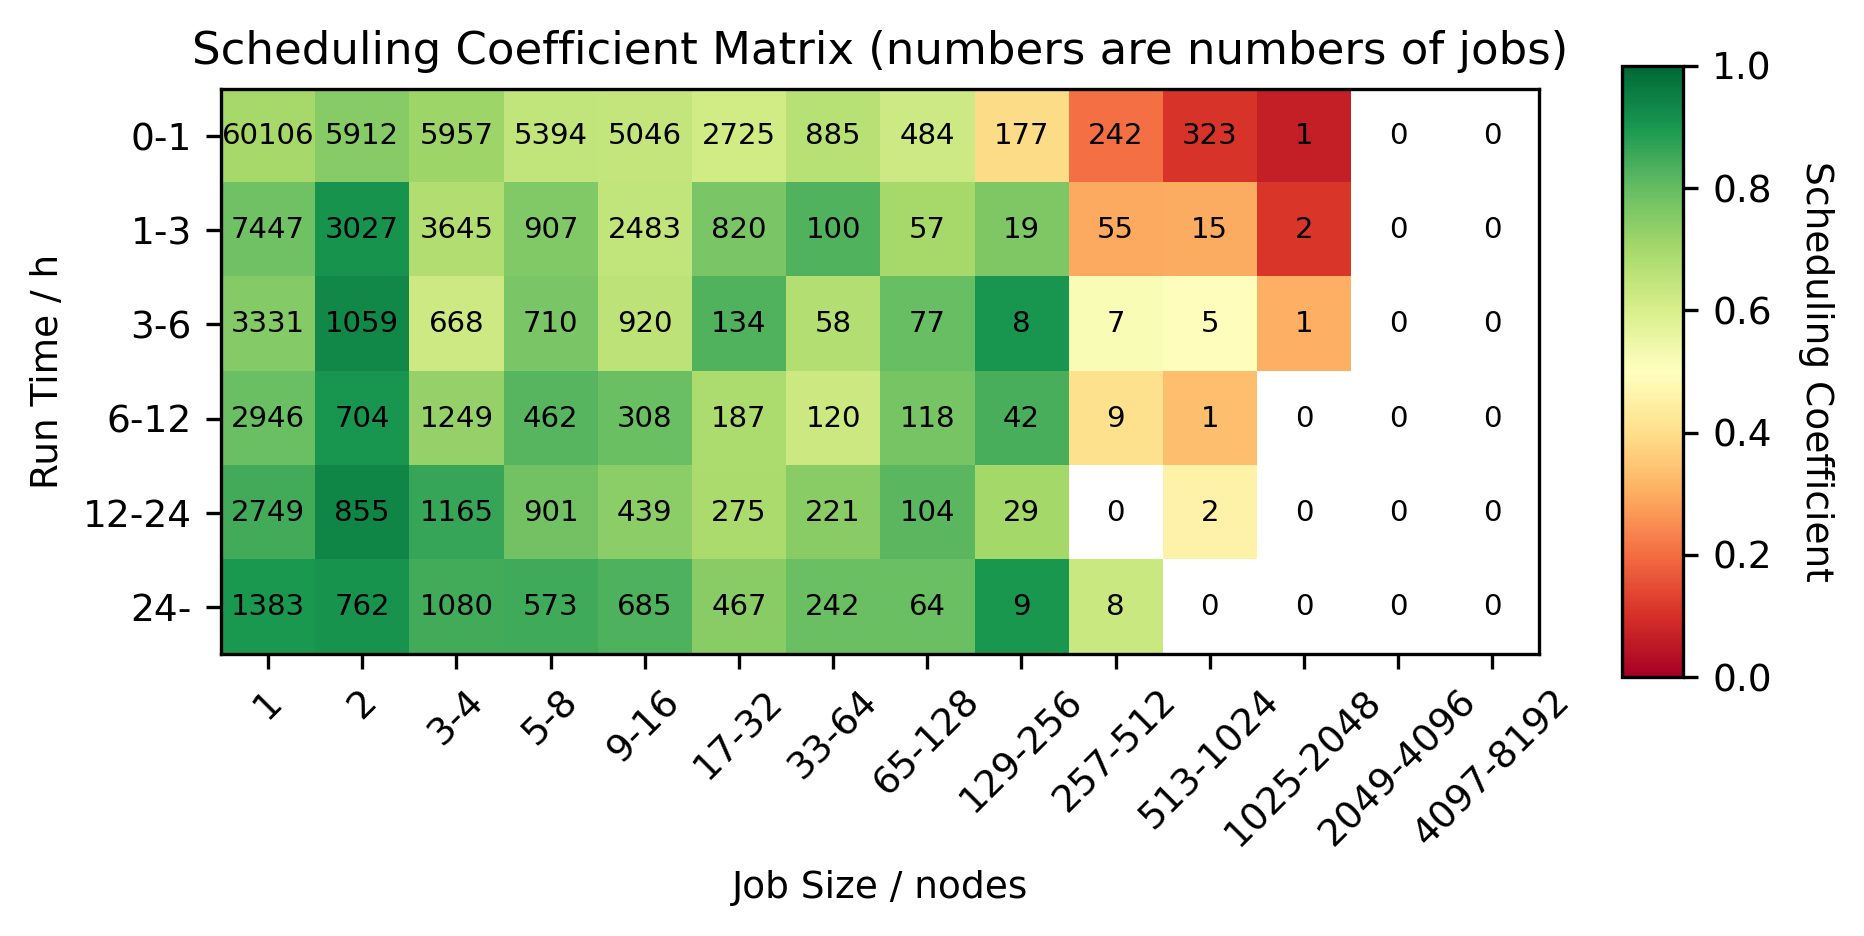 Scheduling Coefficient Matrix (numbers are numbers of jobs)
0-1 60106 5912 5957 5394 5046 2725 885 484 177 242 323 1 0 0
1-3 7447 3027 3645 907 2483 820 100 57 19 55 15 2 0 0
3-6 3331 1059 668 710 920 134 58 77 8 7 5 1 0 0
6-12 2946 704 1249 462 308 187 120 118 42 9 1 0 0 0
12-24 2749 855 1165 901 439 275 221 104 29 0 2 0 0 0
24- 1383 762 1080 573 685 467 242 64 9 8 0 0 0 0
Run Time / h
1 2 3-4 5-8 9-16 17-32 33-64 65-128 129-256 257-512 513-1024 1025-2048 2049-4096 4097-8192
Job Size / nodes
1.0
0.8
0.6
0.4
0.2
0.0
Scheduling Coefficient